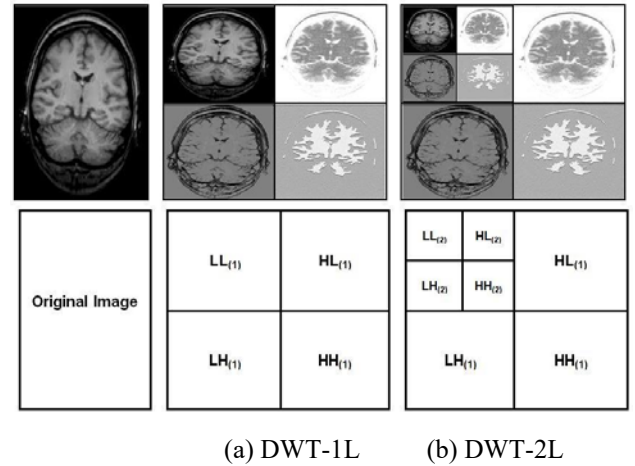 Original Image
LL(1) HL(1)
LH(1) HH(1)
LL(2) HL(2)
LH(2) HH(2)
HL(1)
LH(1) HH(1)
(a) DWT-1L (b) DWT-2L